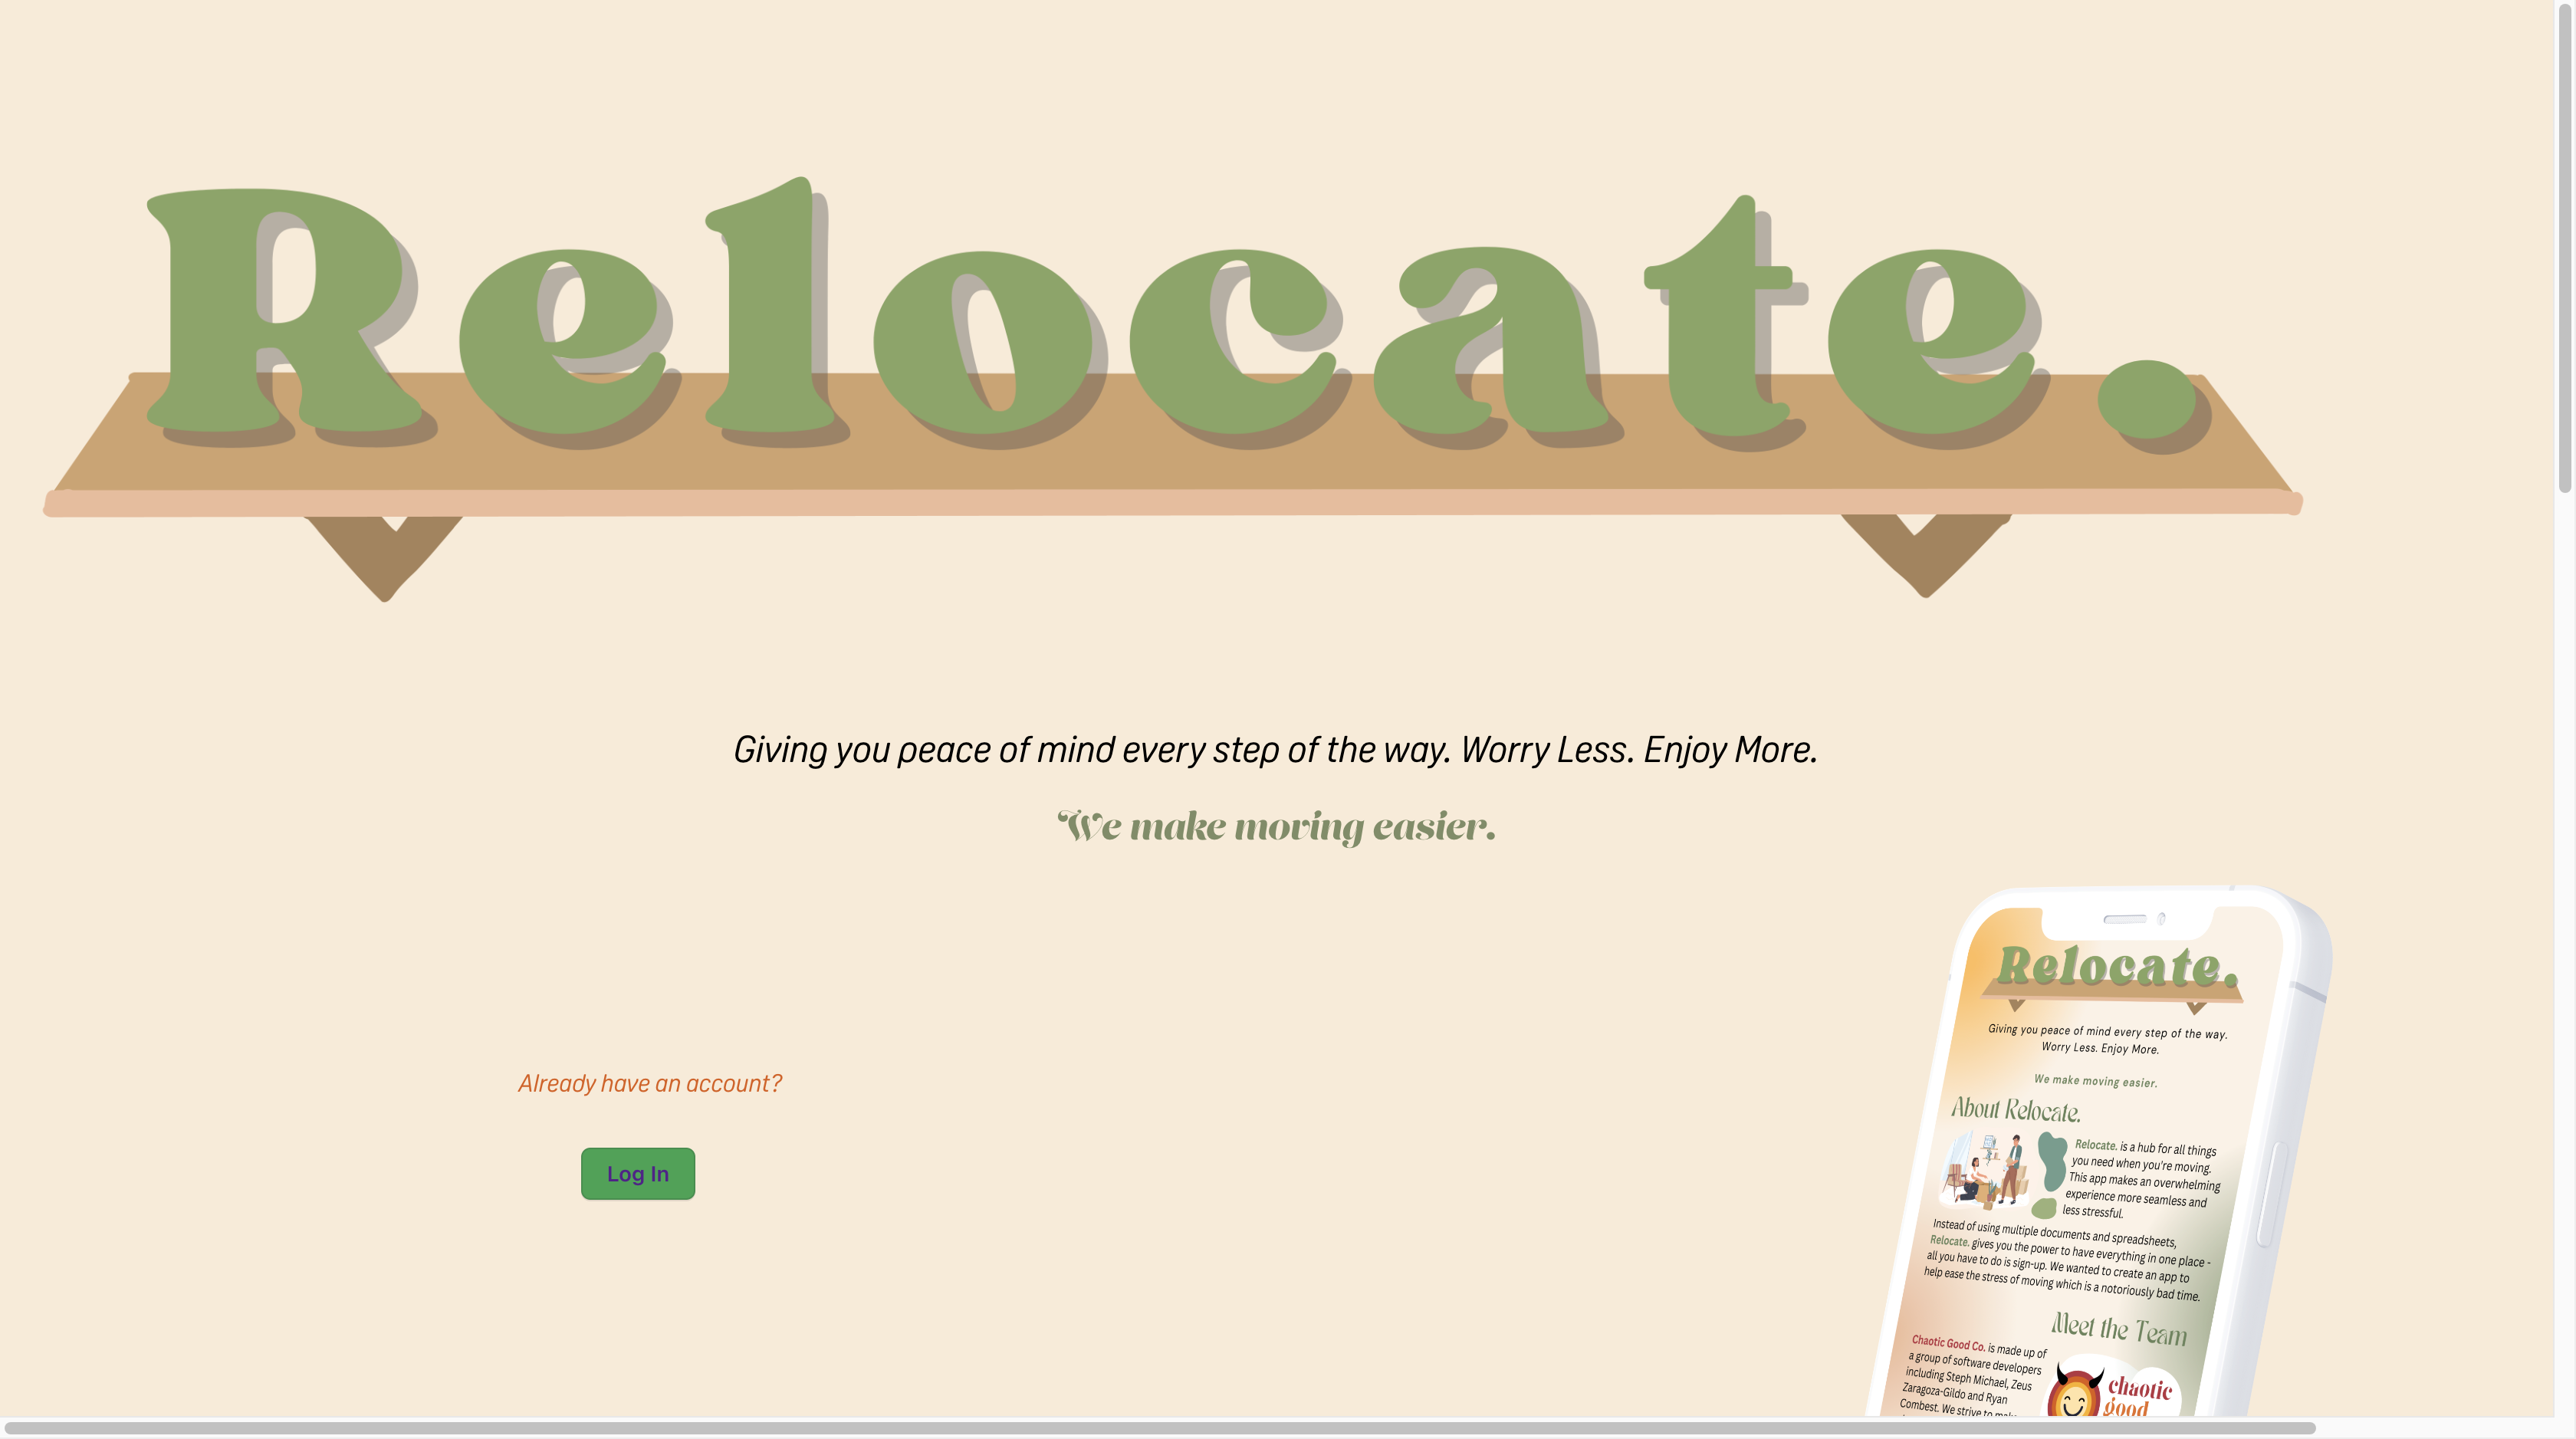 Relocate.
Giving you peace of mind every step of the way. Worry Less. Enjoy More.
We make moving easier.
Already have an account?
Log In
Relocate.
Giving you peace of mind every step of the way.
Worry Less. Enjoy More.
We make moving easier.
About Relocate.
Relocate. is a hub for all things
you need when you're moving.
This app makes an overwhelming
experience more seamless and
less stressful.
Instead of using multiple documents and spreadsheets,
Relocate. gives you the power to have everything in one place -
all you have to do is sign-up. We wanted to create an app to
help ease the stress of moving which is a notoriously bad time.
Meet the Team
Chaotic Good Co. is made up of
a group of software developers
including Steph Michael, Zeus
Zaragoza-Gildo and Ryan
Combest. We strive to
chaotic
good